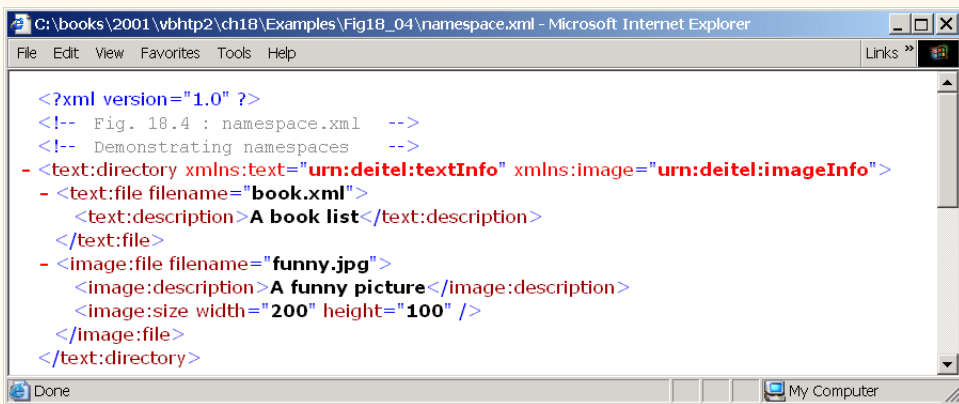 C:\books\2001\vbhtp2\ch18\Examples\Fig18_04\namespace.xml - Microsoft Internet Explorer
File Edit View Favorites Tools Help Links »
<?xml version="1.0" ?>
<!-- Fig. 18.4 : namespace.xml -->
<!-- Demonstrating namespaces -->
- <text:directory xmlns:text="urn:deitel:textInfo" xmlns:image="urn:deitel:imageInfo">
- <text:file filename="book.xml">
<text:description>A book list</text:description>
</text:file>
- <image:file filename="funny.jpg">
<image:description>A funny picture</image:description>
<image:size width="200" height="100" />
</image:file>
</text:directory>
Done My Computer